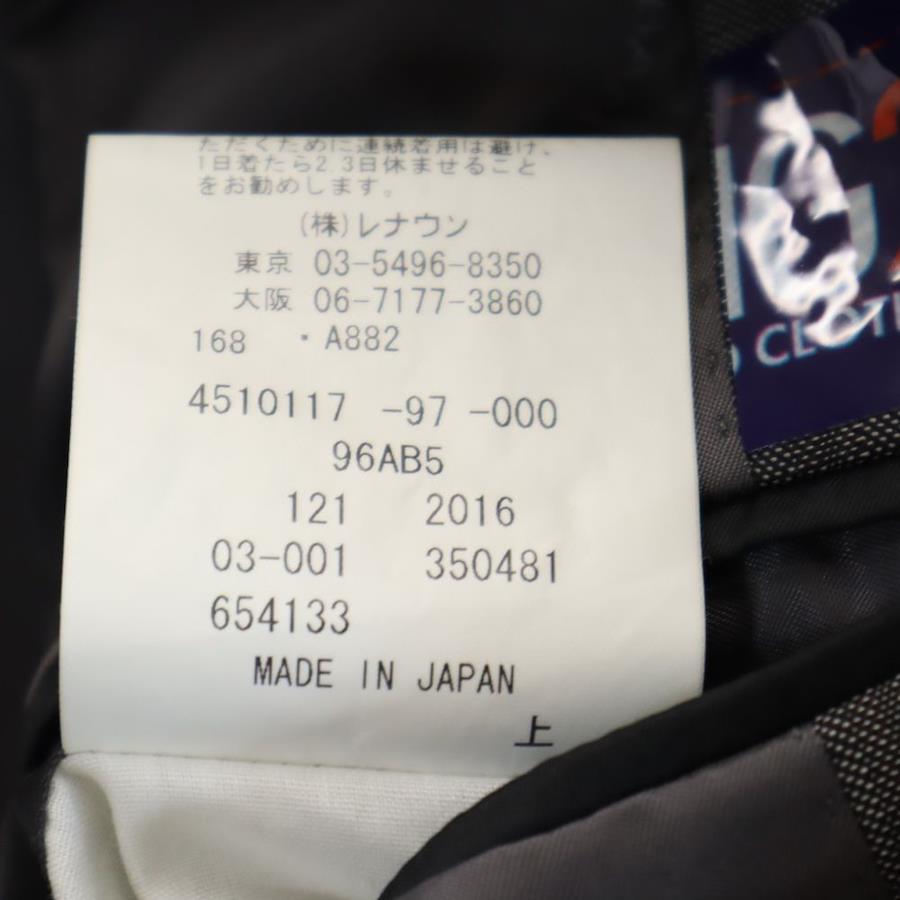 ただくために連続着用は避け、
1日着たら2.3日休ませること
をお勧めします。
(株)レナウン
東京 03-5496-8350
大阪 06-7177-3860
168 ・A882
4510117 -97 -000
96AB5
121 2016
03-001 350481
654133
MADE IN JAPAN
上